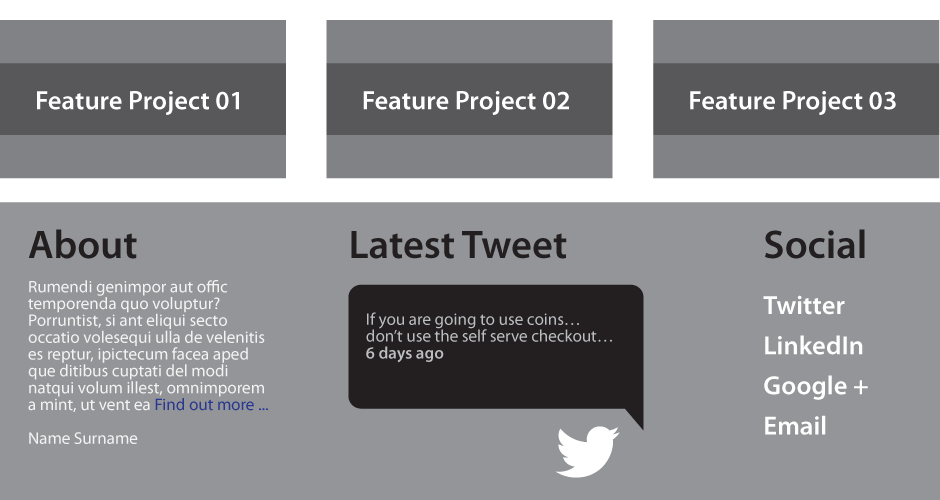 Feature Project 01
Feature Project 02
Feature Project 03
About
Rumendi genimpor aut offic
temporenda quo voluptur?
Porruntist, si ant eliqui secto
occatio volesequi ulla de velenitis
es reptur, ipictecum facea aped
que ditibus cuptati del modi
natqui volum illest, omnimporem
a mint, ut vent ea Find out more ...
Name Surname
Latest Tweet
If you are going to use coins…
don’t use the self serve checkout…
6 days ago
Social
Twitter
LinkedIn
Google +
Email